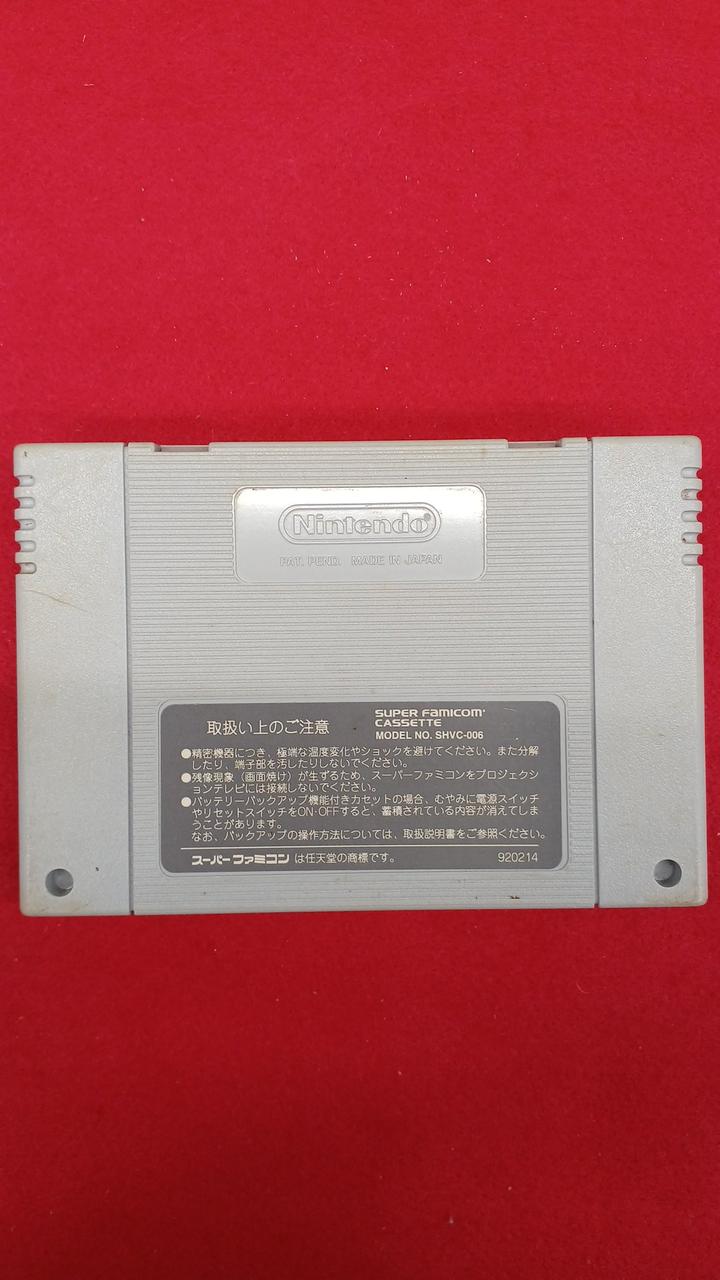 Nintendo®
PAT. PEND. MADE IN JAPAN
取扱い上のご注意
SUPER FAMICOM
CASSETTE
MODEL NO. SHVC-006
●精密機器につき、極端な温度変化やショックを避けてください。また分解
したり、端子部を汚したりしないでください。
●残像現象（画面焼け）が生ずるため、スーパーファミコンをプロジェクシ
ョンテレビには接続しないでください。
●バッテリーバックアップ機能付きカセットの場合、むやみに電源スイッチ
やリセットスイッチをON・OFFすると、蓄積されている内容が消えてしま
うことがあります。
なお、バックアップの操作方法については、取扱説明書をご参照ください。
スーパーファミコン は任天堂の商標です。
920214